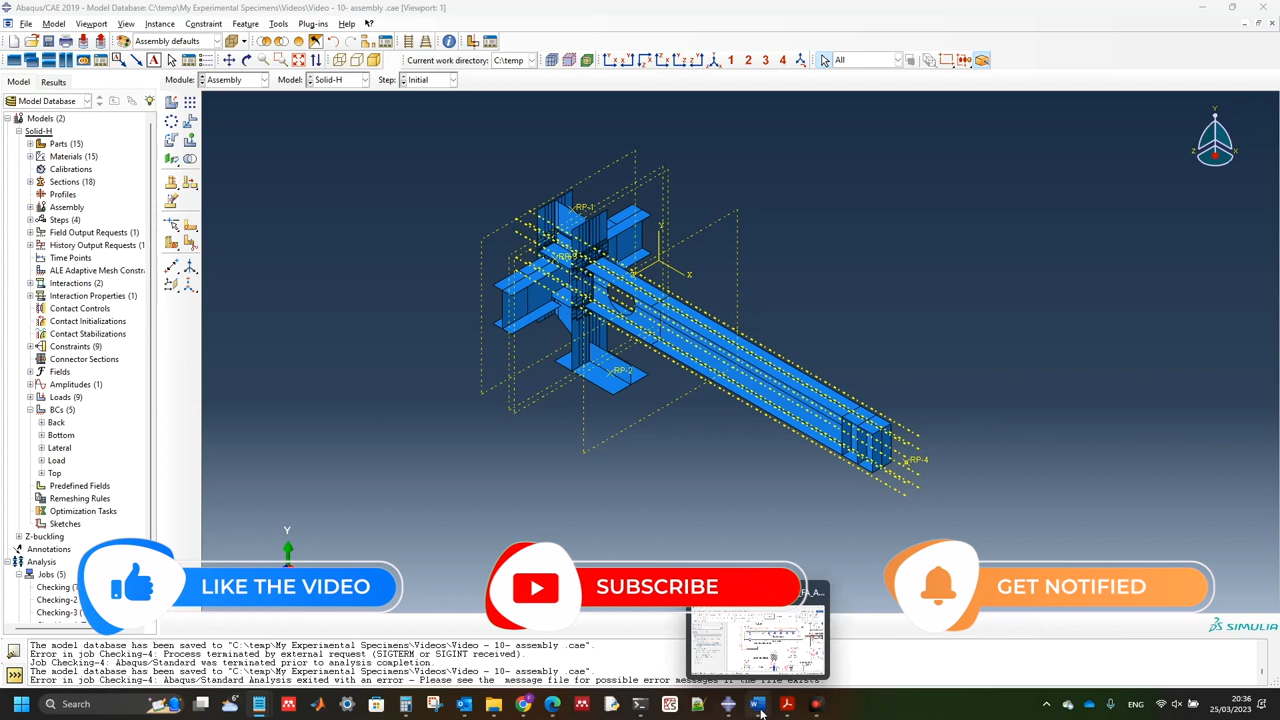 Abaqus/CAE 2019 - Model Database: C:\temp\My Experimental Specimens\Videos\Video - 10- assembly .cae [Viewport: 1]
File Model Viewport View Instance Constraint Feature Tools Plug-ins Help
Assembly defaults
Current work directory: C:\temp
1 2 3 4
All
Model Results
Module: Assembly Model: Solid-H Step: Initial
Model Database
Models (2)
Solid-H
Parts (15)
Materials (15)
Calibrations
Sections (18)
Profiles
Assembly
Steps (4)
Field Output Requests (1)
History Output Requests (1
Time Points
ALE Adaptive Mesh Constr
Interactions (2)
Interaction Properties (1)
Contact Controls
Contact Initializations
Contact Stabilizations
Constraints (9)
Connector Sections
Fields
Amplitudes (1)
Loads (9)
BCs (5)
Back
Bottom
Lateral
Load
Top
Predefined Fields
Remeshing Rules
Optimization Tasks
Sketches
Z-buckling
Annotations
Analysis
Jobs (5)
Checking (
Checking-2
Checking-3
RP-1
RP-2
RP-4
Y
X
Y
Y
Z
X
LIKE THE VIDEO
SUBSCRIBE
GET NOTIFIED
SIMULIA
The model database has been saved to "C:\temp\My Experimental Specimens\Videos\Video - 10- assembly .cae".
Error in job Checking-4: Process terminated by external request (SIGTERM or SIGINT received).
Job Checking-4: Abaqus/Standard was terminated prior to analysis completion.
The model database has been saved to "C:\temp\My Experimental Specimens\Videos\Video - 10- assembly .cae".
Error in job Checking-4: Abaqus/Standard Analysis exited with an error - Please see the message file for possible error messages if the file exists
Search
6°
20:36
25/03/2023